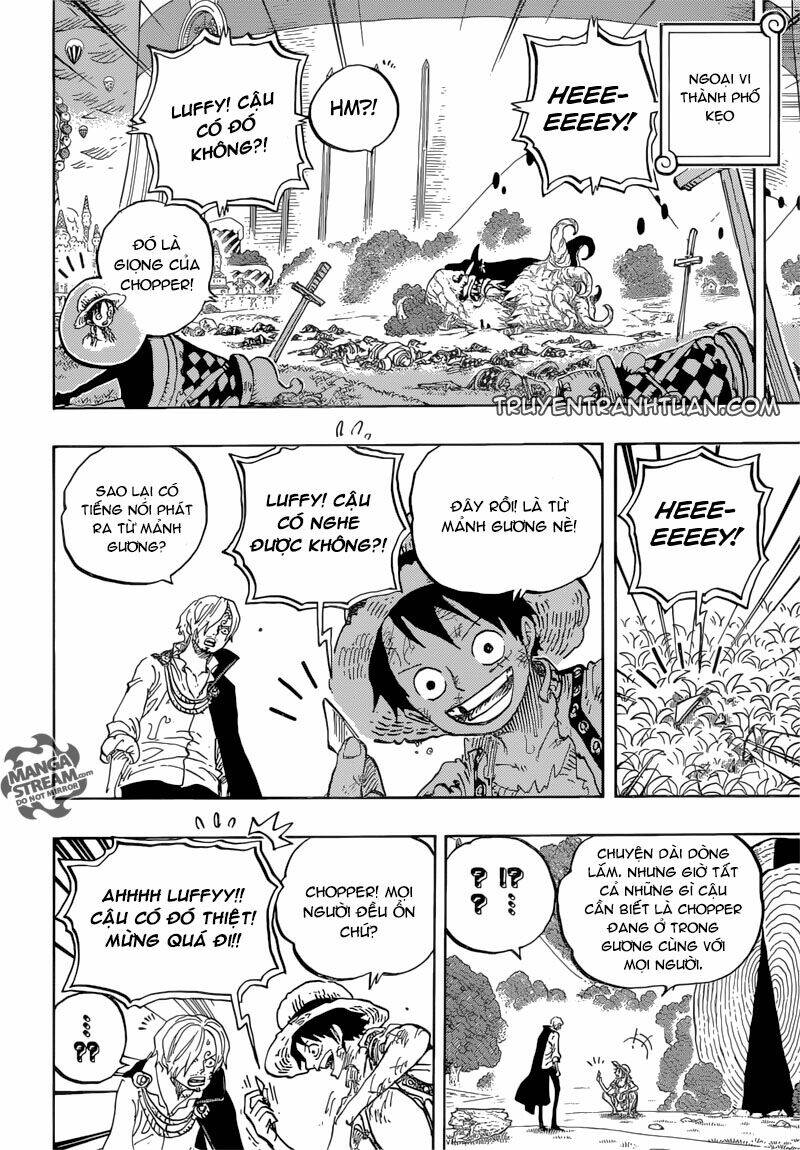 NGOẠI VI
THÀNH PHỐ
KẸO
HEEE-
EEEEY!
HM?!
LUFFY! CẬU
CÓ ĐÓ
KHÔNG?!
ĐÓ LÀ
GIỌNG CỦA
CHOPPER!
TRUYENTRANHTUAN.COM
HEEE-
EEEEY!
ĐÂY RỒI! LÀ TỪ
MẢNH GƯƠNG NÈ!
LUFFY! CẬU
CÓ NGHE
ĐƯỢC KHÔNG?!
SAO LẠI CÓ
TIẾNG NÓI PHÁT
RA TỪ MẢNH
GƯƠNG?
MANGA
STREAM.com
DO NOT MIRROR!
CHUYỆN DÀI DÒNG
LẮM. NHƯNG GIỜ TẤT
CẢ NHỮNG GÌ CẬU
CẦN BIẾT LÀ CHOPPER
ĐANG Ở TRONG
GƯƠNG CÙNG VỚI
MỌI NGƯỜI.
? !?
? ...
CHOPPER! MỌI
NGƯỜI ĐỀU ỔN
CHỨ?
AHHHH LUFFYY!!
CẬU CÓ ĐÓ THIỆT!
MỪNG QUÁ ĐI!!
...
??